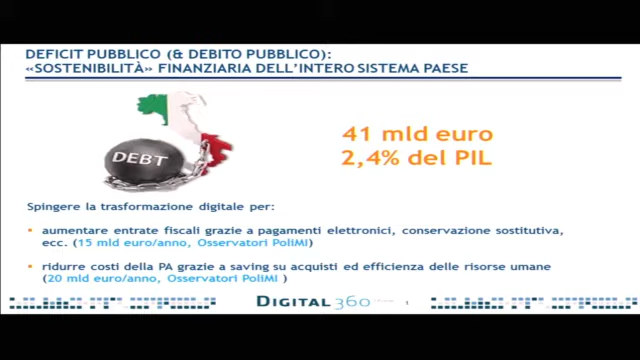 DEFICIT PUBBLICO (& DEBITO PUBBLICO):
«SOSTENIBILITÀ» FINANZIARIA DELL'INTERO SISTEMA PAESE
DEBT
41 mld euro
2,4% del PIL
Spingere la trasformazione digitale per:
aumentare entrate fiscali grazie a pagamenti elettronici, conservazione sostitutiva,
ecc. (15 mld euro/anno, Osservatori PoliMI)
ridurre costi della PA grazie a saving su acquisti ed efficienza delle risorse umane
(20 mld euro/anno, Osservatori PoliMI )
DIGITAL360
1